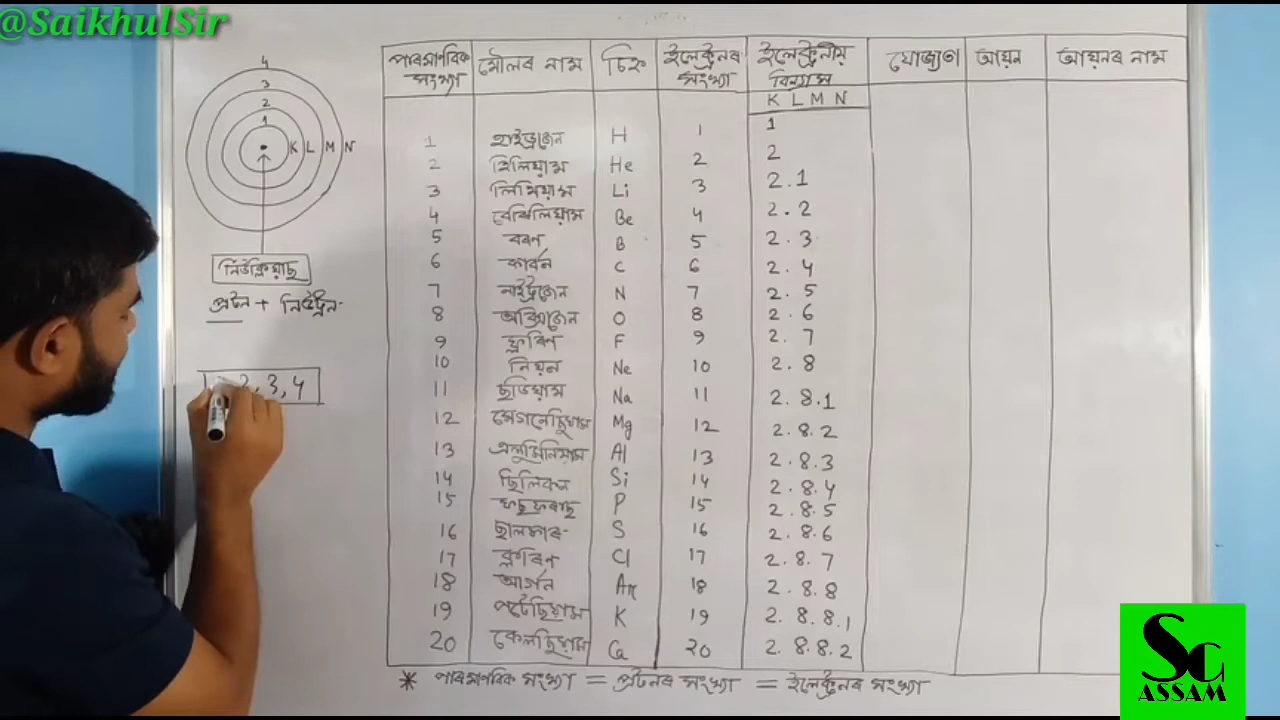 @SaikhulSir
4
3
2
1
K L M N
নিউক্লিয়াছ
প্ৰটন + নিউট্ৰন
2, 3, 4
পাৰমাণবিক সংখ্যা মৌলৰ নাম চিহ্ন ইলেক্ট্ৰনৰ সংখ্যা ইলেক্ট্ৰনীয় বিন্যাস যোজ্যতা আয়ন আয়নৰ নাম
K L M N
1 হাইড্ৰজেন H 1 1
2 হিলিয়াম He 2 2
3 লিথিয়াম Li 3 2.1
4 বেৰিলিয়াম Be 4 2.2
5 বৰণ B 5 2.3
6 কাৰ্বন C 6 2.4
7 নাইট্ৰজেন N 7 2.5
8 অক্সিজেন O 8 2.6
9 ফ্লৰিণ F 9 2.7
10 নিয়ন Ne 10 2.8
11 ছডিয়াম Na 11 2.8.1
12 মেগনেছিয়াম Mg 12 2.8.2
13 এলুমিনিয়াম Al 13 2.8.3
14 ছিলিকন Si 14 2.8.4
15 ফছফৰাছ P 15 2.8.5
16 ছালফাৰ S 16 2.8.6
17 ক্লৰিণ Cl 17 2.8.7
18 আৰ্গন Ar 18 2.8.8
19 পটেছিয়াম K 19 2.8.8.1
20 কেলছিয়াম Ca 20 2.8.8.2
* পাৰমাণবিক সংখ্যা = প্ৰটনৰ সংখ্যা = ইলেক্ট্ৰনৰ সংখ্যা
SG
ASSAM